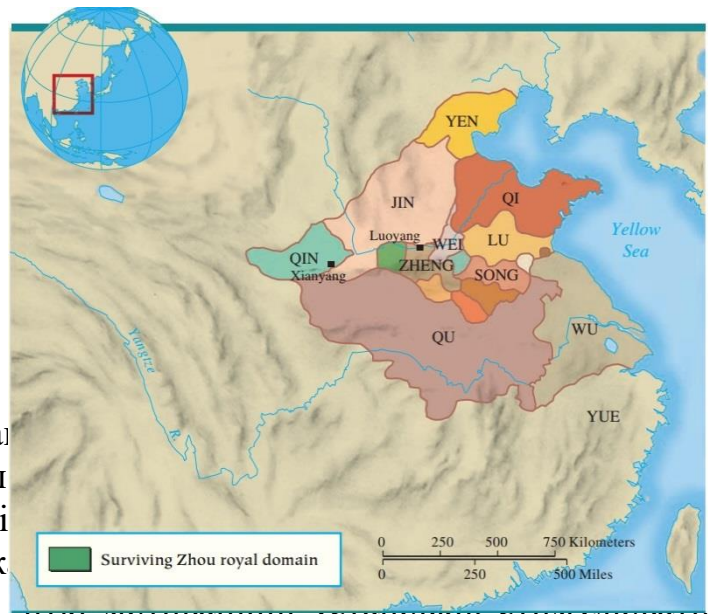 YEN
JIN
QI
Luoyang
WEI
LU
Yellow
Sea
QIN
ZHENG
Xianyang
SONG
QU
WU
Yangtze
R.
YUE
0 250 500 750 Kilometers
0 250 500 Miles
Surviving Zhou royal domain